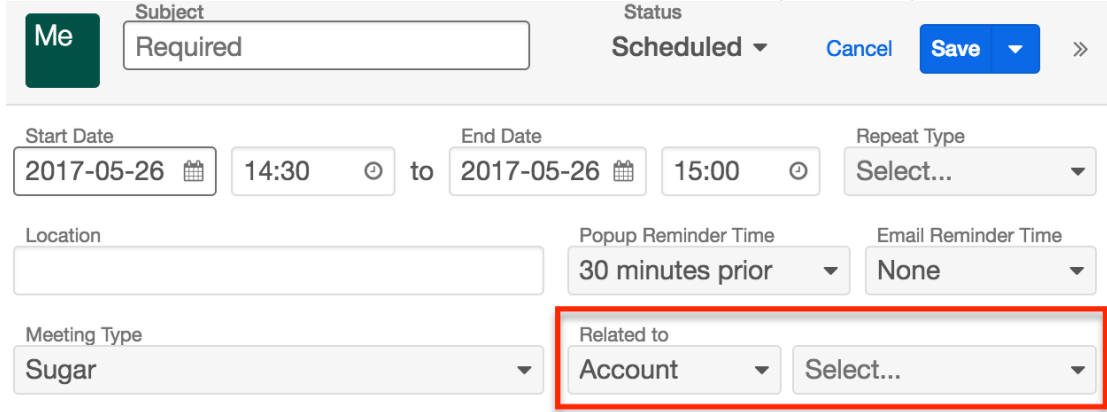 Me
Subject
Required
Status
Scheduled
Cancel
Save
Start Date
End Date
Repeat Type
2017-05-26 14:30 to 2017-05-26 15:00 Select...
Location
Popup Reminder Time
Email Reminder Time
30 minutes prior
None
Meeting Type
Related to
Sugar
Account
Select...